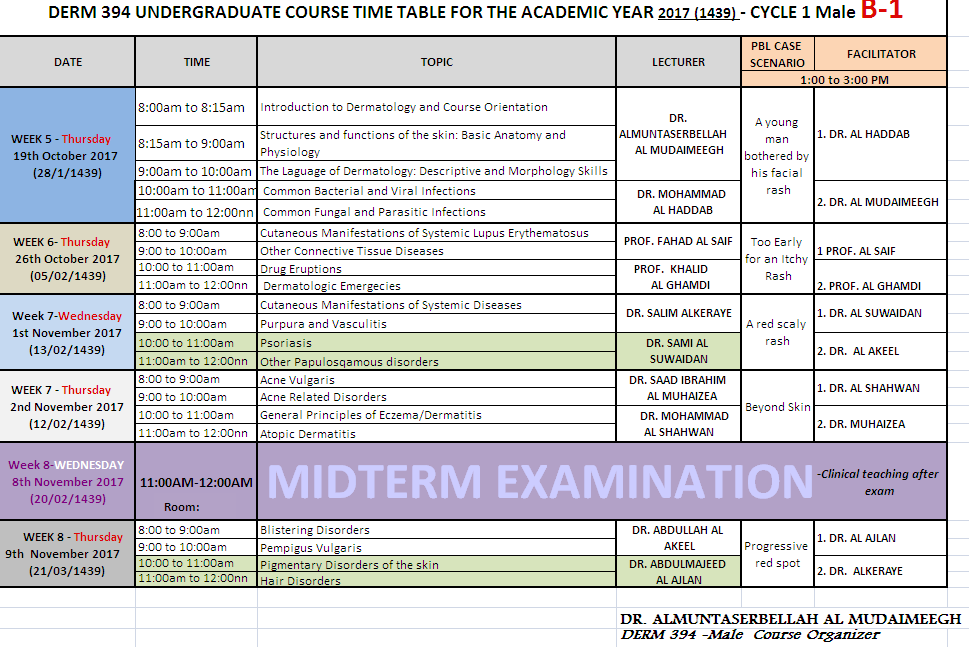 DERM 394 UNDERGRADUATE COURSE TIME TABLE FOR THE ACADEMIC YEAR 2017 (1439) - CYCLE 1 Male B-1
DATE
TIME
TOPIC
LECTURER
PBL CASE
SCENARIO
FACILITATOR
1:00 to 3:00 PM
WEEK 5 - Thursday
19th October 2017
(28/1/1439)
8:00am to 8:15am
Introduction to Dermatology and Course Orientation
8:15am to 9:00am
Structures and functions of the skin: Basic Anatomy and
Physiology
9:00am to 10:00am
The Laguage of Dermatology: Descriptive and Morphology Skills
DR.
ALMUNTASERBELLAH
AL MUDAIMEEGH
10:00am to 11:00am
Common Bacterial and Viral Infections
11:00am to 12:00nn
Common Fungal and Parasitic Infections
DR. MOHAMMAD
AL HADDAB
A young
man
bothered by
his facial
rash
1. DR. AL HADDAB
2. DR. AL MUDAIMEEGH
WEEK 6- Thursday
26th October 2017
(05/02/1439)
8:00 to 9:00am
Cutaneous Manifestations of Systemic Lupus Erythematosus
9:00 to 10:00am
Other Connective Tissue Diseases
PROF. FAHAD AL SAIF
10:00 to 11:00am
Drug Eruptions
11:00am to 12:00nn
Dermatologic Emergecies
PROF. KHALID
AL GHAMDI
Too Early
for an Itchy
Rash
1 PROF. AL SAIF
2. PROF. AL GHAMDI
Week 7-Wednesday
1st November 2017
(13/02/1439)
8:00 to 9:00am
Cutaneous Manifestations of Systemic Diseases
9:00 to 10:00am
Purpura and Vasculitis
DR. SALIM ALKERAYE
10:00 to 11:00am
Psoriasis
11:00am to 12:00nn
Other Papulosqamous disorders
DR. SAMI AL
SUWAIDAN
A red scaly
rash
1. DR. AL SUWAIDAN
2. DR. AL AKEEL
WEEK 7 - Thursday
2nd November 2017
(12/02/1439)
8:00 to 9:00am
Acne Vulgaris
9:00 to 10:00am
Acne Related Disorders
DR. SAAD IBRAHIM
AL MUHAIZEA
10:00 to 11:00am
General Principles of Eczema/Dermatitis
11:00am to 12:00nn
Atopic Dermatitis
DR. MOHAMMAD
AL SHAHWAN
Beyond Skin
1. DR. AL SHAHWAN
2. DR. MUHAIZEA
Week 8-WEDNESDAY
8th November 2017
(20/02/1439)
11:00AM-12:00AM
Room:
MIDTERM EXAMINATION
-Clinical teaching after
exam
WEEK 8 - Thursday
9th November 2017
(21/03/1439)
8:00 to 9:00am
Blistering Disorders
9:00 to 10:00am
Pempigus Vulgaris
DR. ABDULLAH AL
AKEEL
10:00 to 11:00am
Pigmentary Disorders of the skin
11:00am to 12:00nn
Hair Disorders
DR. ABDULMAJEED
AL AJLAN
Progressive
red spot
1. DR. AL AJLAN
2. DR. ALKERAYE
DR. ALMUNTASERBELLAH AL MUDAIMEEGH
DERM 394 -Male Course Organizer